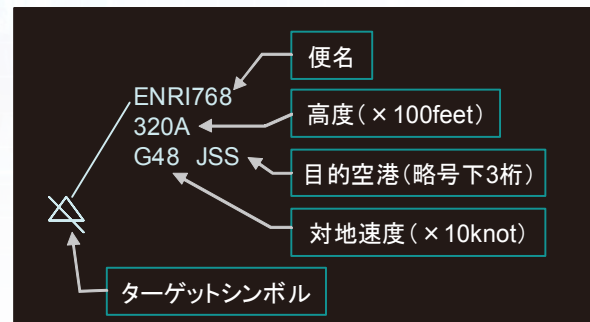 便名
ENRI768
320A
高度(×100feet)
G48 JSS
目的空港(略号下3桁)
対地速度(×10knot)
ターゲットシンボル